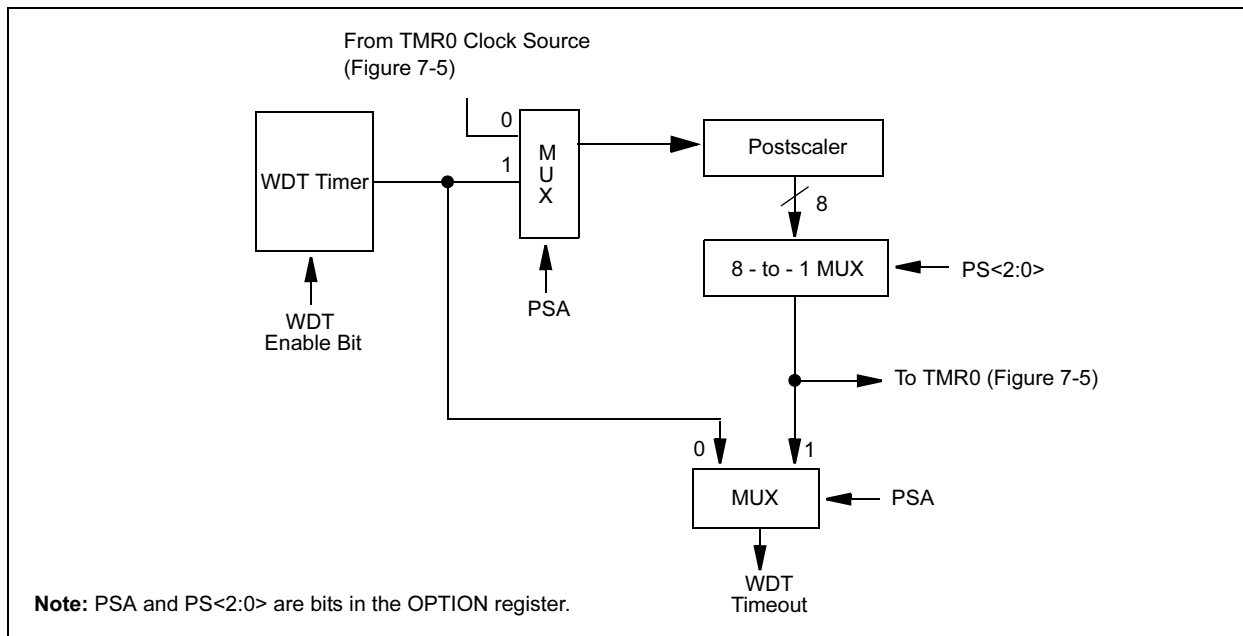 From TMR0 Clock Source
(Figure 7-5)
0
1
M
U
X
WDT Timer
Postscaler
8
8 - to - 1 MUX
PS<2:0>
WDT
Enable Bit
PSA
To TMR0 (Figure 7-5)
0
1
MUX
PSA
WDT
Timeout
Note: PSA and PS<2:0> are bits in the OPTION register.